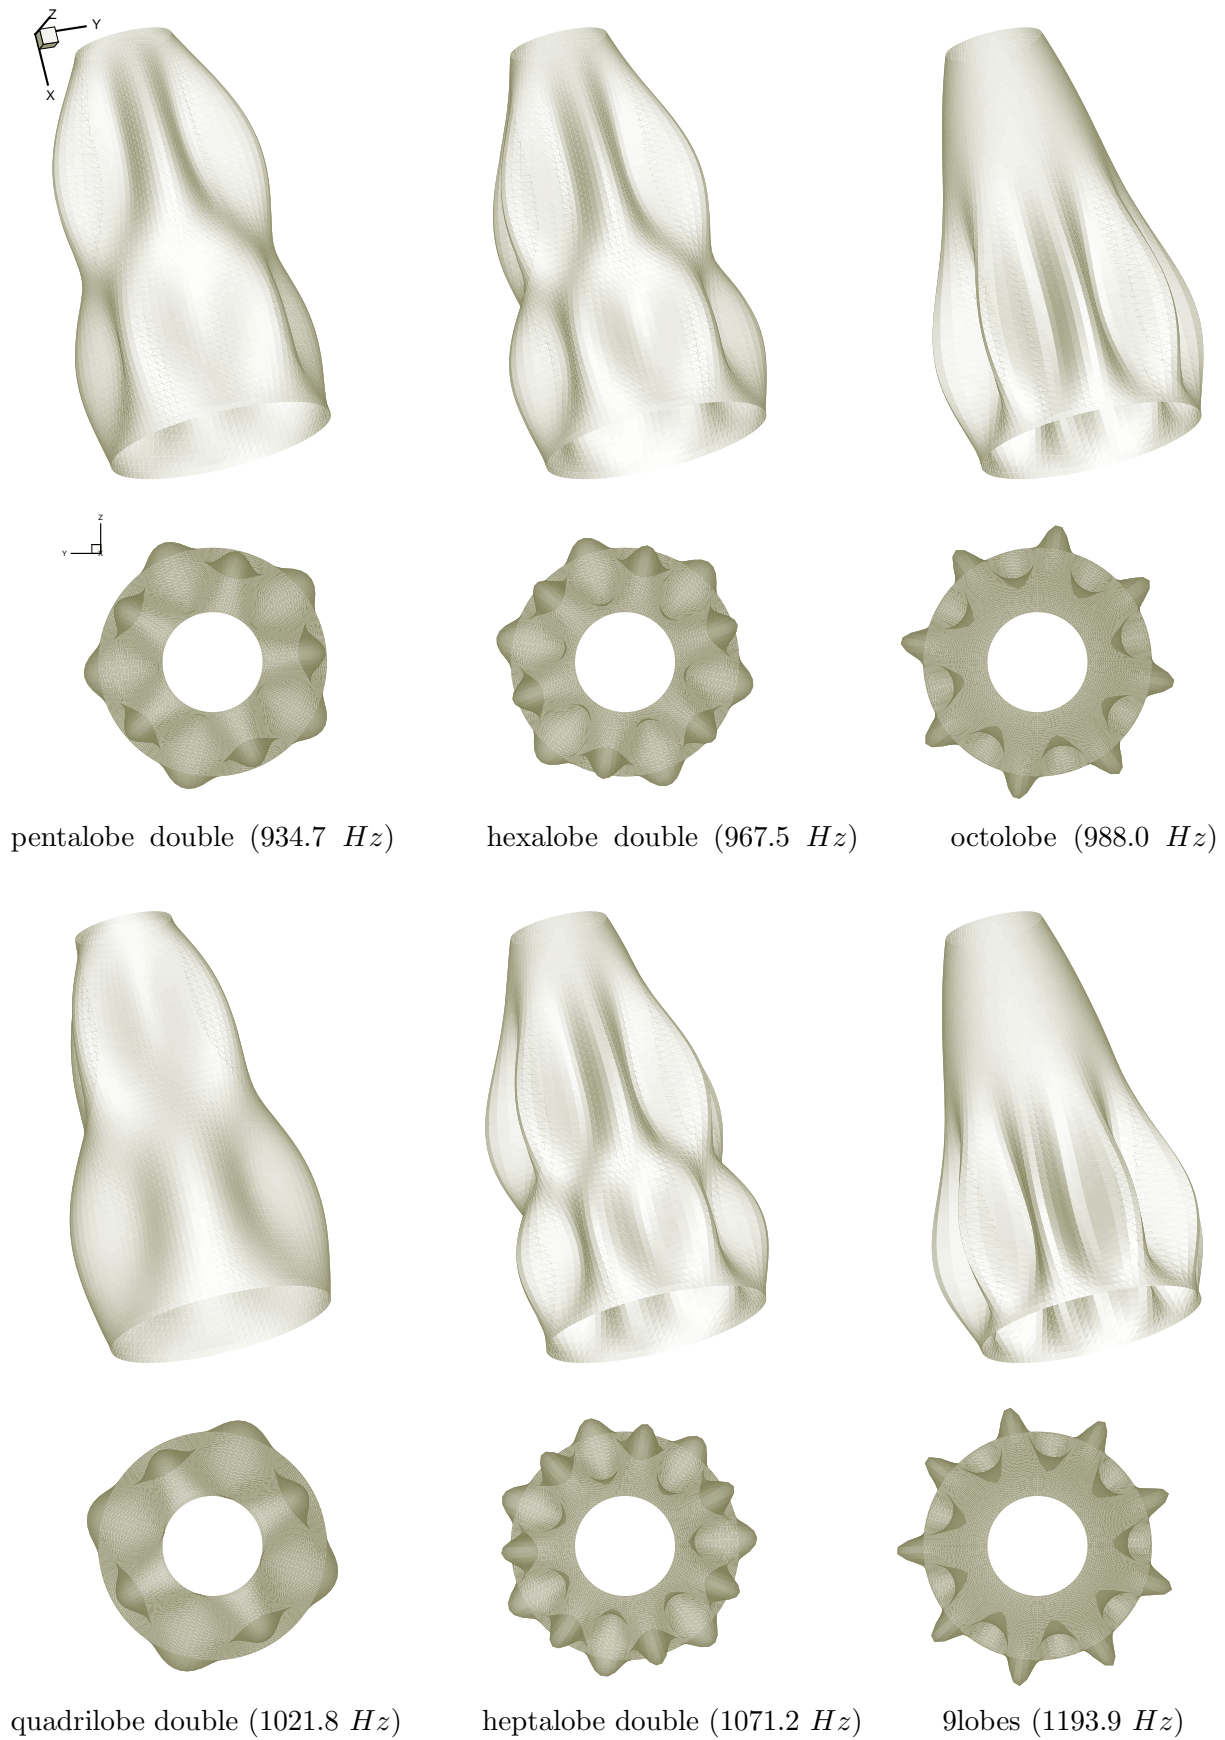 Z
Y
X
Z
Y
X
pentalobe double (934.7 Hz)
hexalobe double (967.5 Hz)
octolobe (988.0 Hz)
quadrilobe double (1021.8 Hz)
heptalobe double (1071.2 Hz)
9lobes (1193.9 Hz)